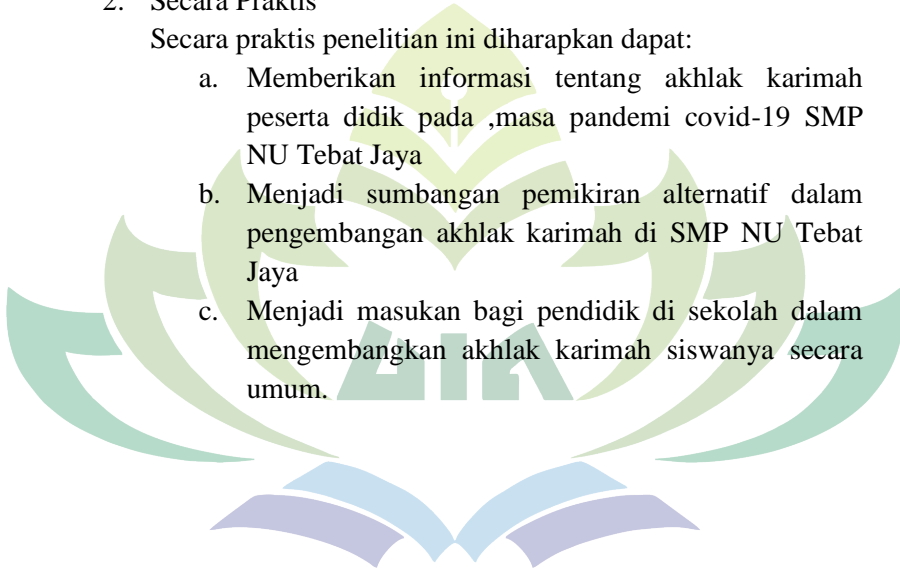 2. Secara Praktis
Secara praktis penelitian ini diharapkan dapat:
a. Memberikan informasi tentang akhlak karimah
peserta didik pada ,masa pandemi covid-19 SMP
NU Tebat Jaya
b. Menjadi sumbangan pemikiran alternatif dalam
pengembangan akhlak karimah di SMP NU Tebat
Jaya
c. Menjadi masukan bagi pendidik di sekolah dalam
mengembangkan akhlak karimah siswanya secara
umum.